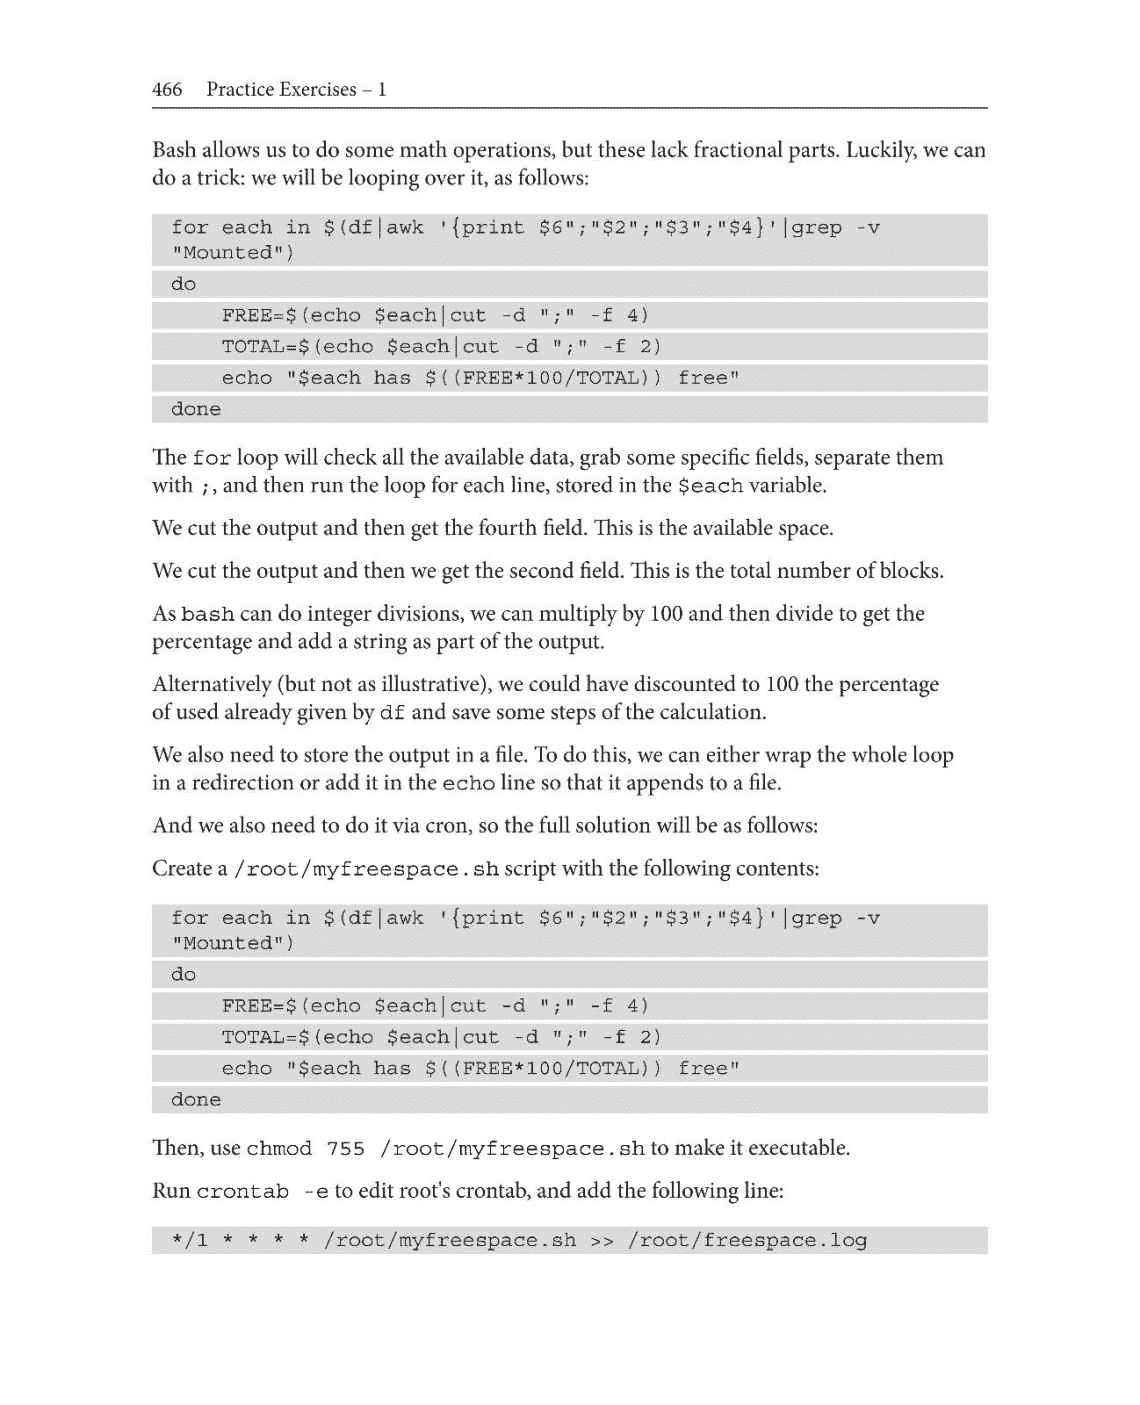 466 Practice Exercises – 1
Bash allows us to do some math operations, but these lack fractional parts. Luckily, we can
do a trick: we will be looping over it, as follows:
for each in $(df|awk '{print $6";"$2";"$3";"$4}'|grep -v
"Mounted")
do
    FREE=$(echo $each|cut -d ";" -f 4)
    TOTAL=$(echo $each|cut -d ";" -f 2)
    echo "$each has $((FREE*100/TOTAL)) free"
done
The for loop will check all the available data, grab some specific fields, separate them
with ;, and then run the loop for each line, stored in the $each variable.
We cut the output and then get the fourth field. This is the available space.
We cut the output and then we get the second field. This is the total number of blocks.
As bash can do integer divisions, we can multiply by 100 and then divide to get the
percentage and add a string as part of the output.
Alternatively (but not as illustrative), we could have discounted to 100 the percentage
of used already given by df and save some steps of the calculation.
We also need to store the output in a file. To do this, we can either wrap the whole loop
in a redirection or add it in the echo line so that it appends to a file.
And we also need to do it via cron, so the full solution will be as follows:
Create a /root/myfreespace.sh script with the following contents:
for each in $(df|awk '{print $6";"$2";"$3";"$4}'|grep -v
"Mounted")
do
    FREE=$(echo $each|cut -d ";" -f 4)
    TOTAL=$(echo $each|cut -d ";" -f 2)
    echo "$each has $((FREE*100/TOTAL)) free"
done
Then, use chmod 755 /root/myfreespace.sh to make it executable.
Run crontab -e to edit root's crontab, and add the following line:
*/1 * * * * /root/myfreespace.sh >> /root/freespace.log